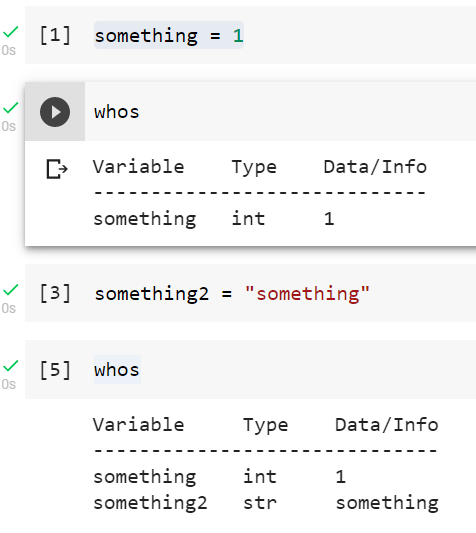 [1] something = 1
0s
whos
0s
Variable Type Data/Info
------------------------------
something int 1
[3] something2 = "something"
0s
[5] whos
0s
Variable Type Data/Info
-------------------------------
something int 1
something2 str something